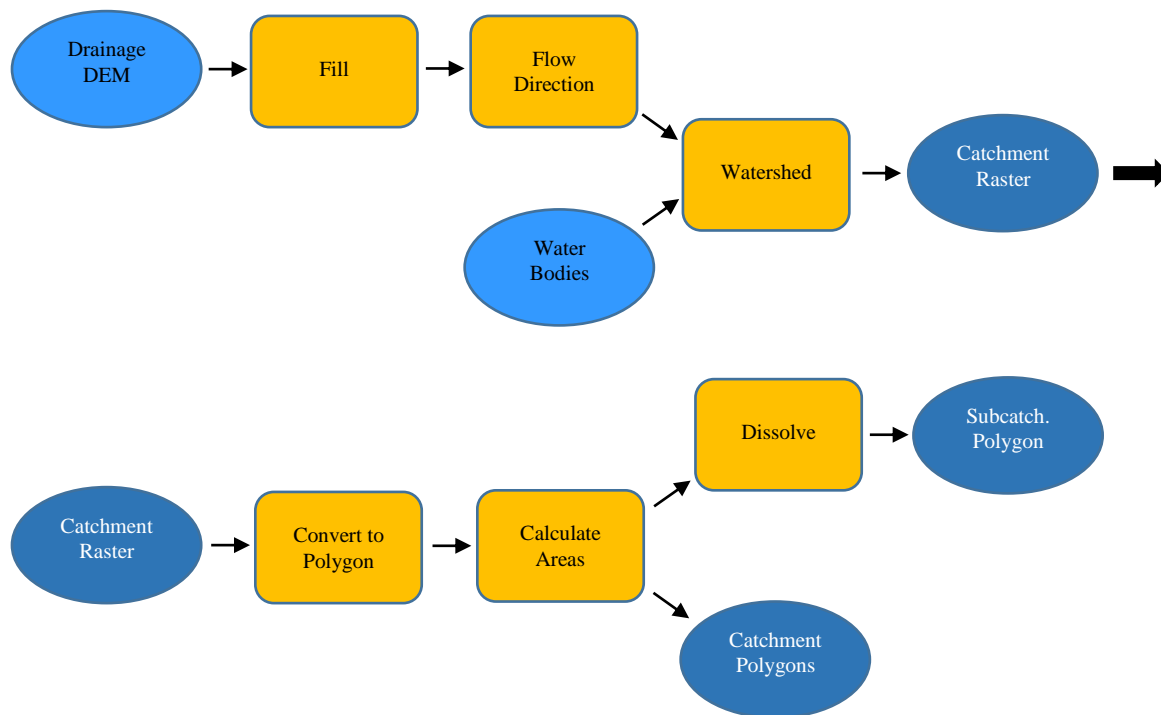 Drainage
DEM
Fill
Flow
Direction
Watershed
Catchment
Raster
Water
Bodies
Dissolve
Subcatch.
Polygon
Catchment
Raster
Convert to
Polygon
Calculate
Areas
Catchment
Polygons